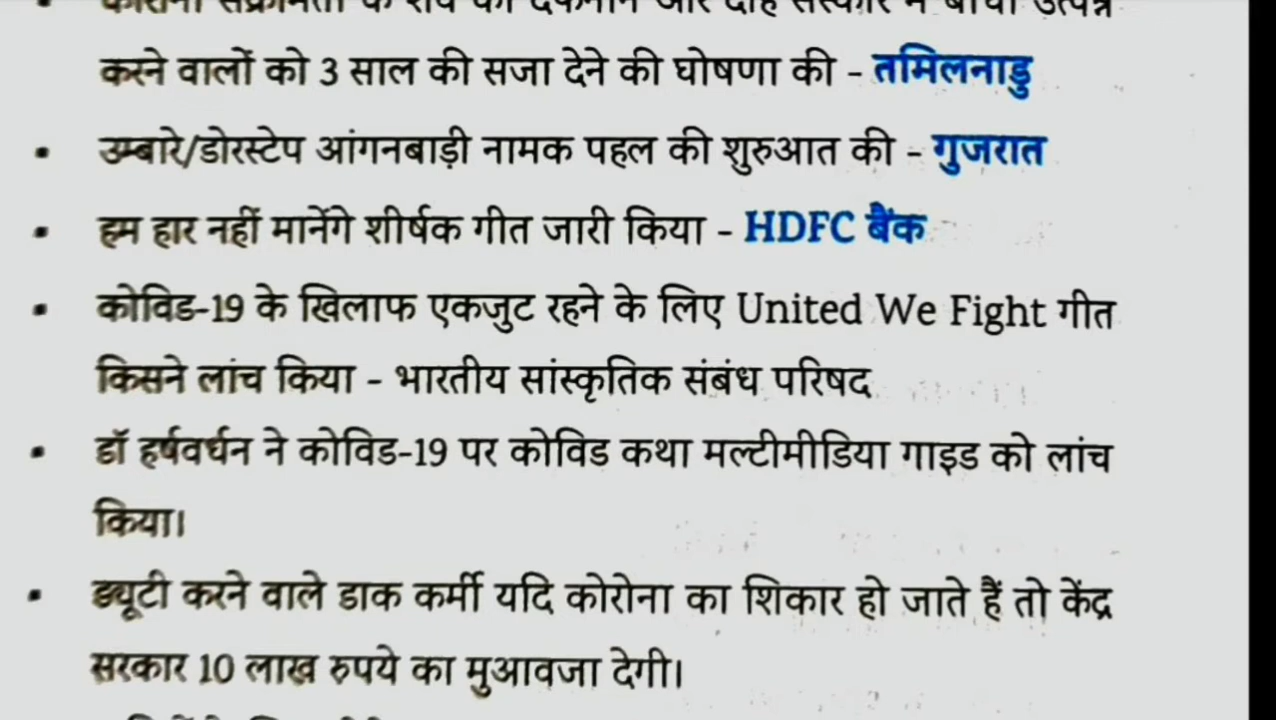 करने वालों को 3 साल की सजा देने की घोषणा की - तमिलनाडु
उम्बारे/डोरस्टेप आंगनबाड़ी नामक पहल की शुरुआत की - गुजरात
हम हार नहीं मानेंगे शीर्षक गीत जारी किया - HDFC बैंक
कोविड-19 के खिलाफ एकजुट रहने के लिए United We Fight गीत
किसने लांच किया - भारतीय सांस्कृतिक संबंध परिषद
डॉ हर्षवर्धन ने कोविड-19 पर कोविड कथा मल्टीमीडिया गाइड को लांच
किया।
ड्यूटी करने वाले डाक कर्मी यदि कोरोना का शिकार हो जाते हैं तो केंद्र
सरकार 10 लाख रुपये का मुआवजा देगी।